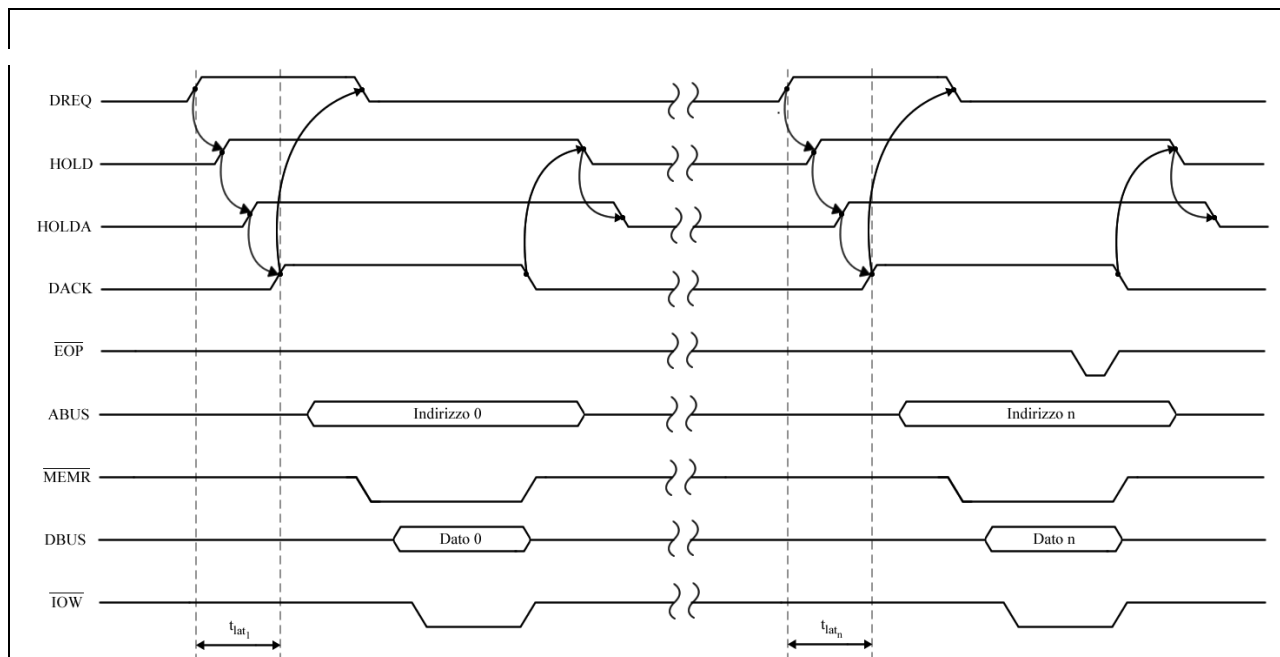 DREQ
HOLD
HOLDA
DACK
EOP
ABUS Indirizzo 0 Indirizzo n
MEMR
DBUS Dato 0 Dato n
IOW
tlat1 tlatn